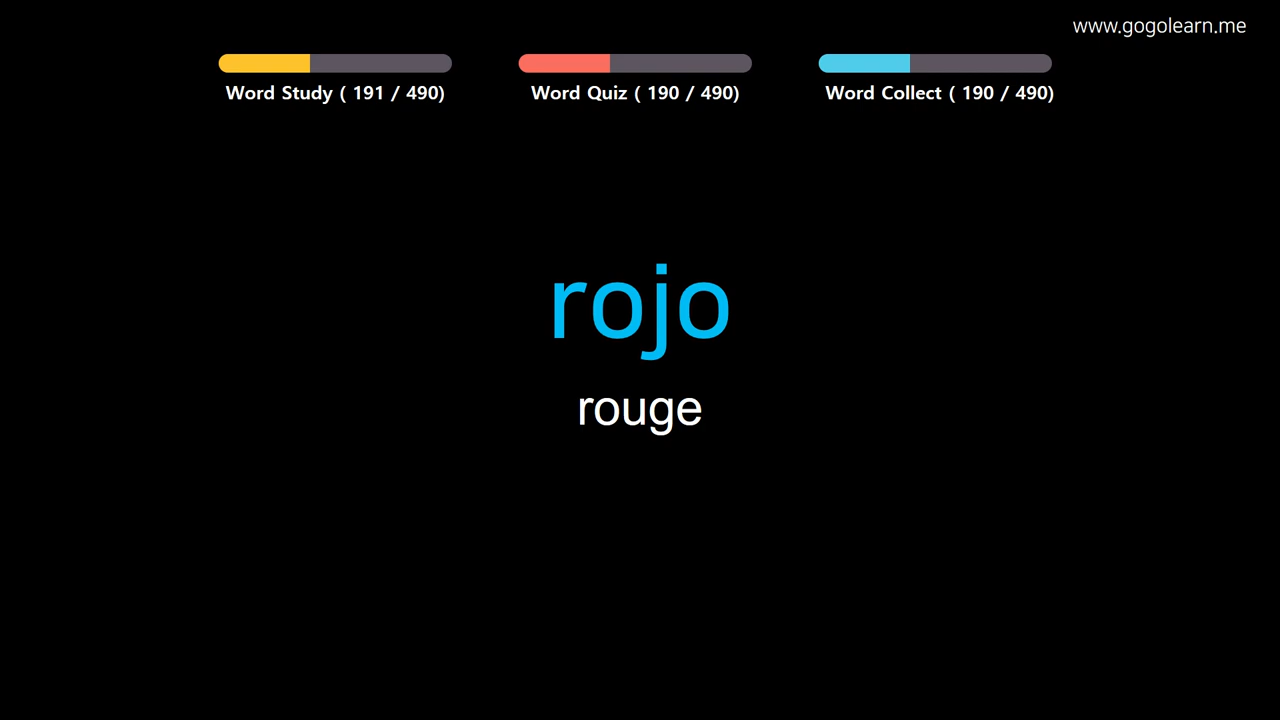 www.gogolearn.me
Word Study ( 191 / 490)
Word Quiz ( 190 / 490)
Word Collect ( 190 / 490)
rojo
rouge